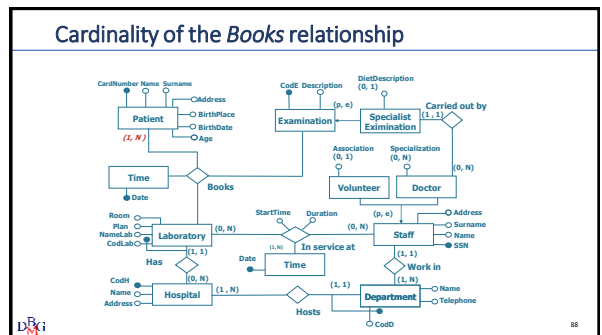 Cardinality of the Books relationship
DietDescription
(0, 1)
CardNumber Name Surname
CodE Description
Address
(p, e)
Carried out by
Patient
BirthPlace
Examination
Specialist
Eximination
(1 , 1)
(1, N)
BirthDate
Age
Association
(0, 1)
Specialization
(0, N)
(0, N)
Time
Books
Volunteer
Doctor
Date
Room
Plan
NameLab
CodLab
StartTime
Duration
(p, e)
Address
Laboratory
(0, N)
(0, N)
Staff
Surname
Name
SSN
(1, N)
In service at
(1, 1)
Has
Date
Time
(1, 1)
Work in
(0, N)
(1, N)
CodH
Name
Address
Hospital
(1 , N)
(1, 1)
Department
Name
Telephone
Hosts
CodD
DBMG
88